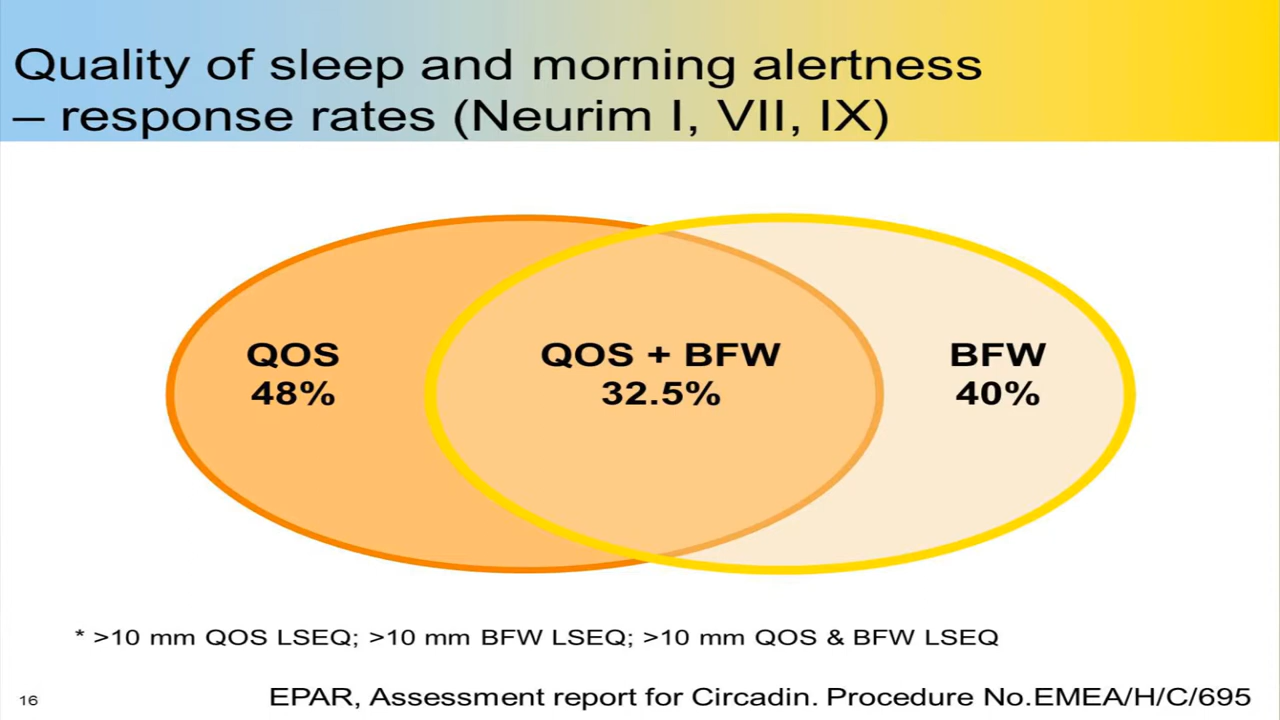 Quality of sleep and morning alertness
– response rates (Neurim I, VII, IX)
QOS
48%
QOS + BFW
32.5%
BFW
40%
* >10 mm QOS LSEQ; >10 mm BFW LSEQ; >10 mm QOS & BFW LSEQ
16
EPAR, Assessment report for Circadin. Procedure No.EMEA/H/C/695